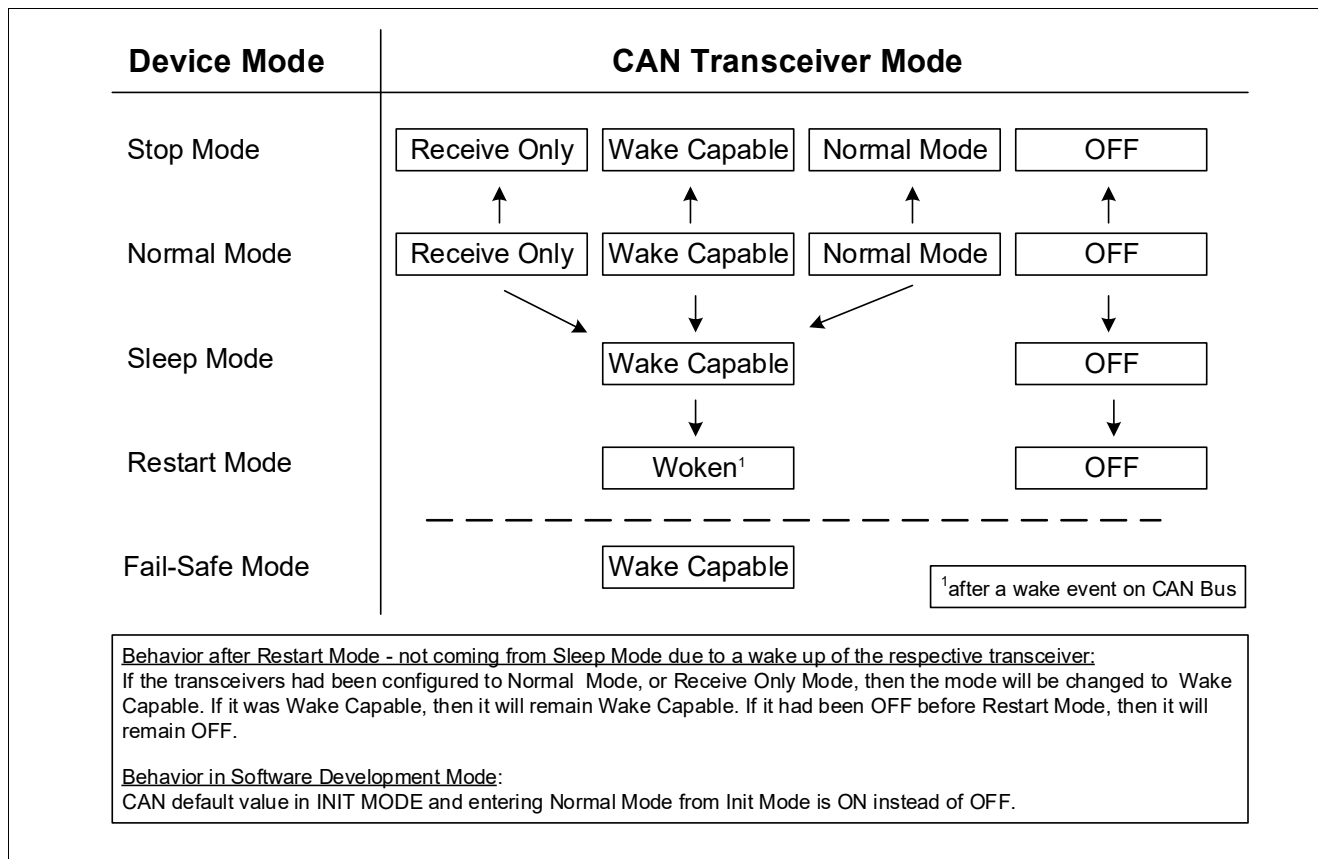 Device Mode CAN Transceiver Mode
Stop Mode Receive Only Wake Capable Normal Mode OFF
Normal Mode Receive Only Wake Capable Normal Mode OFF
Sleep Mode Wake Capable OFF
Restart Mode Woken¹ OFF
Fail-Safe Mode Wake Capable
¹after a wake event on CAN Bus
Behavior after Restart Mode - not coming from Sleep Mode due to a wake up of the respective transceiver:
If the transceivers had been configured to Normal Mode, or Receive Only Mode, then the mode will be changed to Wake
Capable. If it was Wake Capable, then it will remain Wake Capable. If it had been OFF before Restart Mode, then it will
remain OFF.
Behavior in Software Development Mode:
CAN default value in INIT MODE and entering Normal Mode from Init Mode is ON instead of OFF.